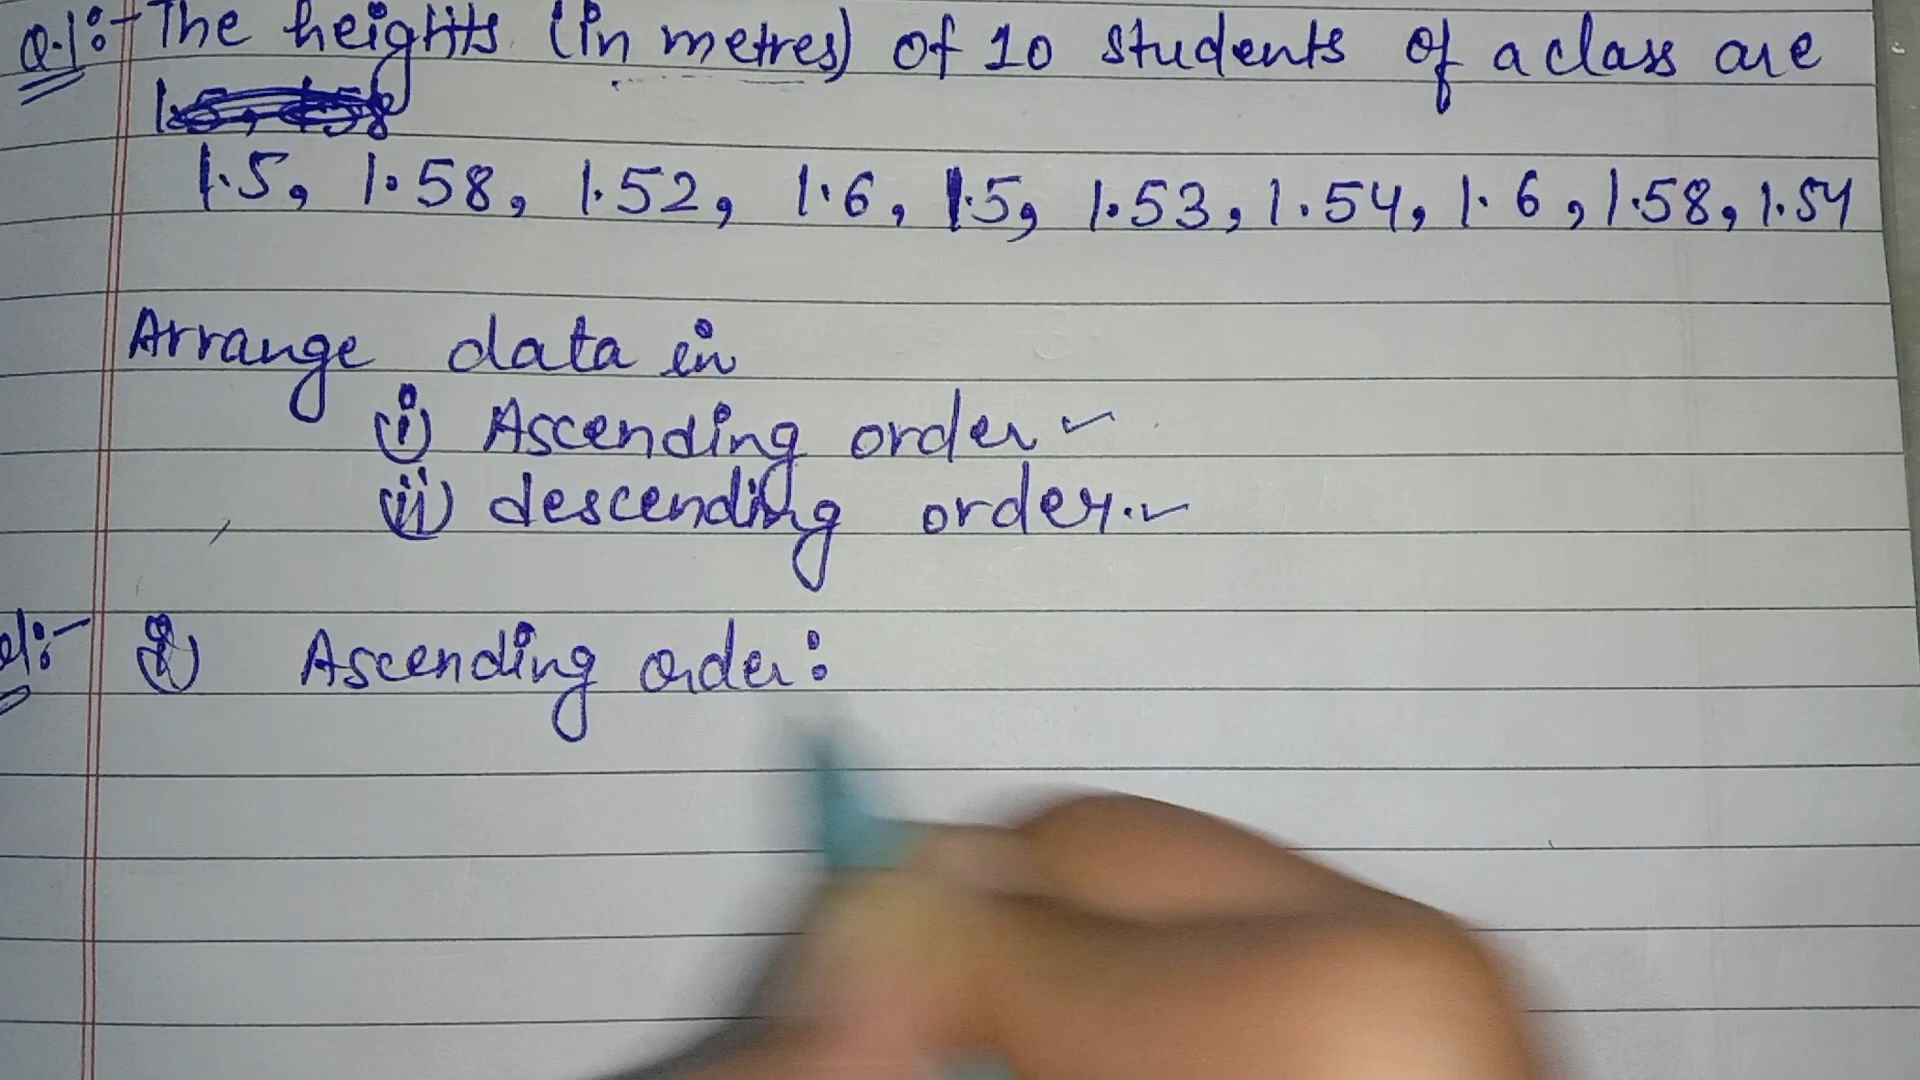 Q.1:- The heights (in metres) of 10 students of a class are
1.5, 1.58, 1.52, 1.6, 1.5, 1.53, 1.54, 1.6, 1.58, 1.54
Arrange data in
(i) Ascending order
(ii) descending order.
(i) Ascending order: